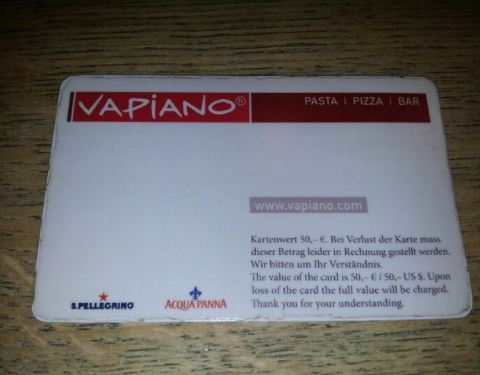 VAPIANO®
PASTA | PIZZA | BAR
www.vapiano.com
Kartenwert 50,– €. Bei Verlust der Karte muss
dieser Betrag leider in Rechnung gestellt werden.
Wir bitten um Ihr Verständnis.
The value of the card is 50,– € / 50,– US $. Upon
loss of the card the full value will be charged.
Thank you for your understanding.
S.PELLEGRINO
ACQUA PANNA